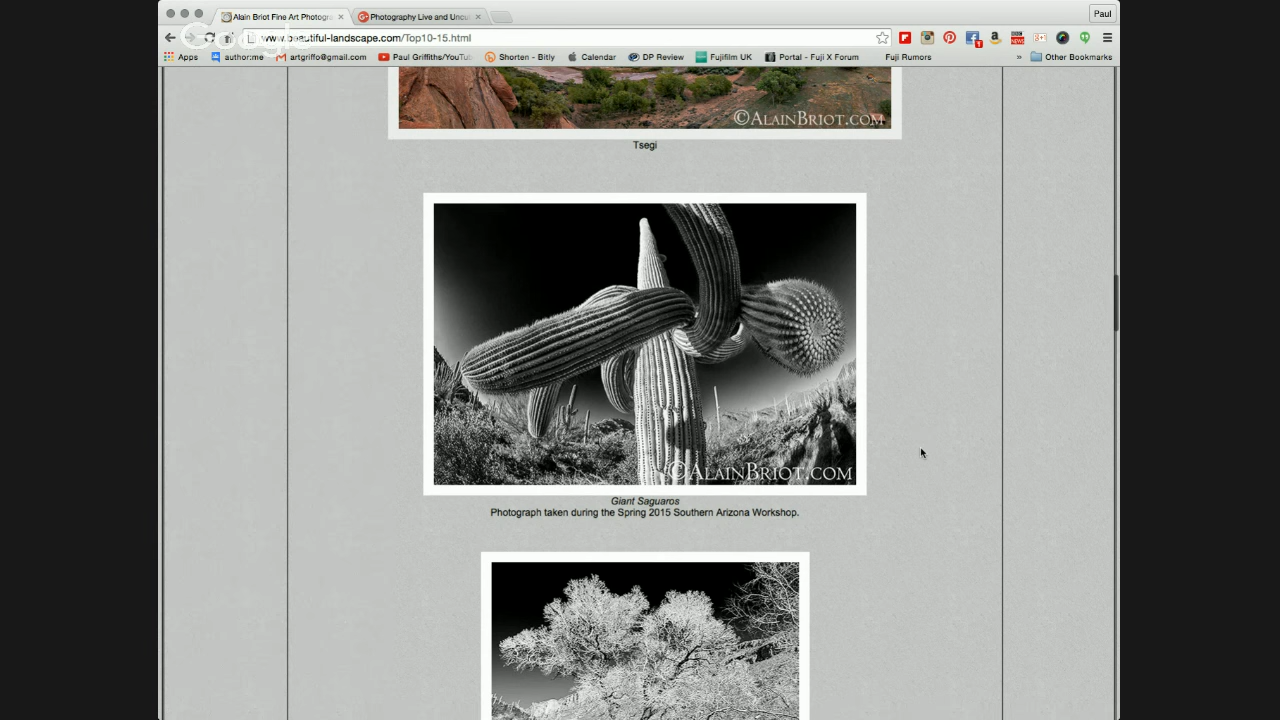 Alain Briot Fine Art Photogra
Photography Live and Uncu
Paul
Google
www.beautiful-landscape.com/Top10-15.html
Apps
author:me
artgriffo@gmail.com
Paul Griffiths/YouTu
Shorten - Bitly
Calendar
DP Review
Fujifilm UK
Portal - Fuji X Forum
Fuji Rumors
»
Other Bookmarks
©ALAINBRIOT.COM
Tsegi
©ALAINBRIOT.COM
Giant Saguaros
Photograph taken during the Spring 2015 Southern Arizona Workshop.